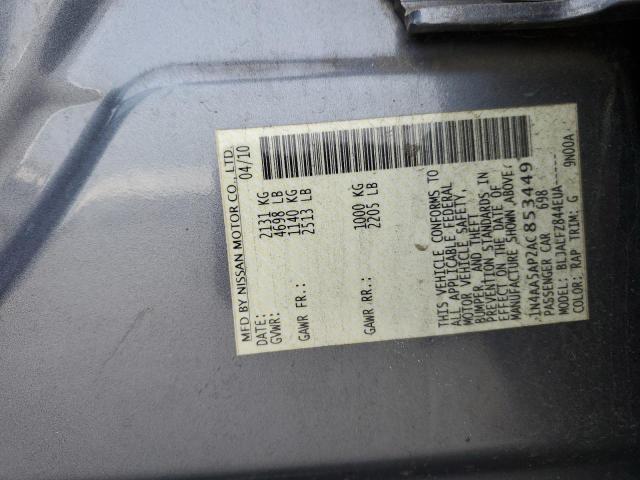 MFD BY NISSAN MOTOR CO., LTD.
DATE: 04/10
GVWR: 2131 KG
4698 LB
GAWR FR.: 1140 KG
2513 LB
GAWR RR.: 1000 KG
2205 LB
THIS VEHICLE CONFORMS TO
ALL APPLICABLE FEDERAL
MOTOR VEHICLE SAFETY,
BUMPER, AND THEFT
PREVENTION STANDARDS IN
EFFECT ON THE DATE OF
MANUFACTURE SHOWN ABOVE.
1N4AA5AP2AC853449
PASSENGER CAR 698
MODEL: BLJALFZ844EUA-----
COLOR: RAP TRIM: G 9N00A